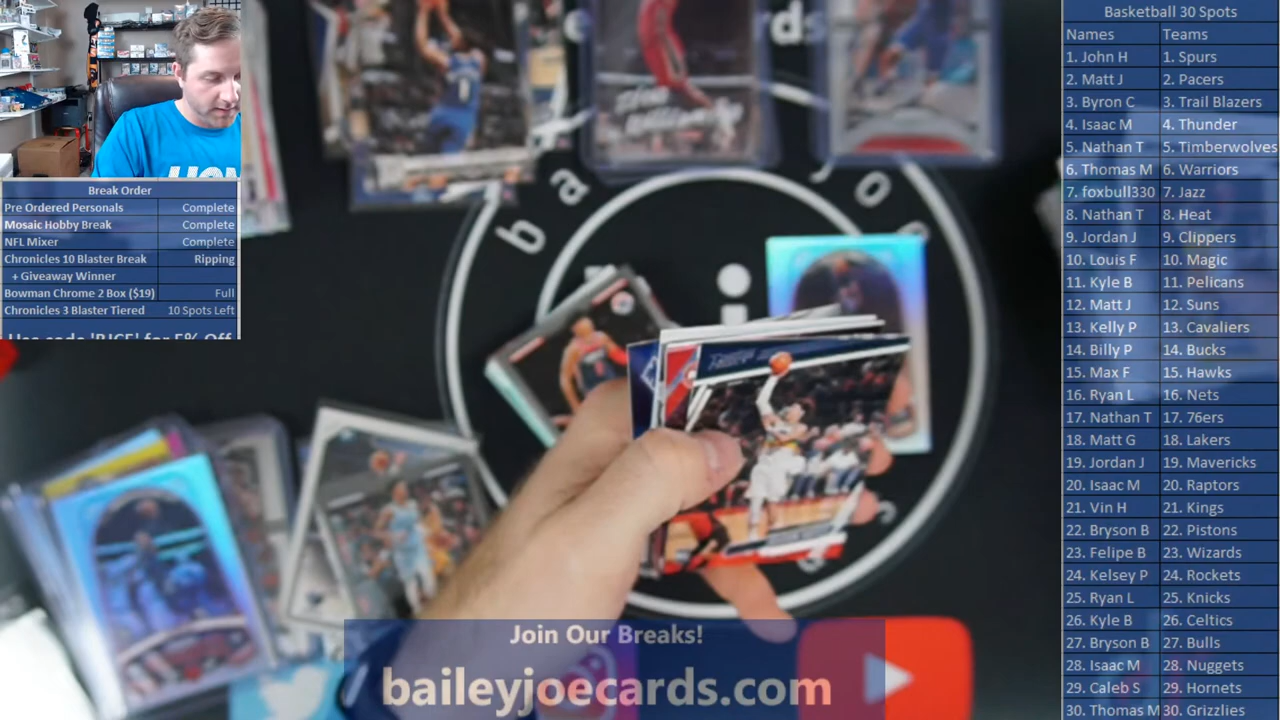 Break Order
Pre Ordered Personals Complete
Mosaic Hobby Break Complete
NFL Mixer Complete
Chronicles 10 Blaster Break Ripping
+ Giveaway Winner
Bowman Chrome 2 Box ($19) Full
Chronicles 3 Blaster Tiered 10 Spots Left
ba
yo
Join Our Breaks!
baileyjoecards.com
Basketball 30 Spots
Names Teams
1. John H 1. Spurs
2. Matt J 2. Pacers
3. Byron C 3. Trail Blazers
4. Isaac M 4. Thunder
5. Nathan T 5. Timberwolves
6. Thomas M 6. Warriors
7. foxbull330 7. Jazz
8. Nathan T 8. Heat
9. Jordan J 9. Clippers
10. Louis F 10. Magic
11. Kyle B 11. Pelicans
12. Matt J 12. Suns
13. Kelly P 13. Cavaliers
14. Billy P 14. Bucks
15. Max F 15. Hawks
16. Ryan L 16. Nets
17. Nathan T 17. 76ers
18. Matt G 18. Lakers
19. Jordan J 19. Mavericks
20. Isaac M 20. Raptors
21. Vin H 21. Kings
22. Bryson B 22. Pistons
23. Felipe B 23. Wizards
24. Kelsey P 24. Rockets
25. Ryan L 25. Knicks
26. Kyle B 26. Celtics
27. Bryson B 27. Bulls
28. Isaac M 28. Nuggets
29. Caleb S 29. Hornets
30. Thomas M 30. Grizzlies